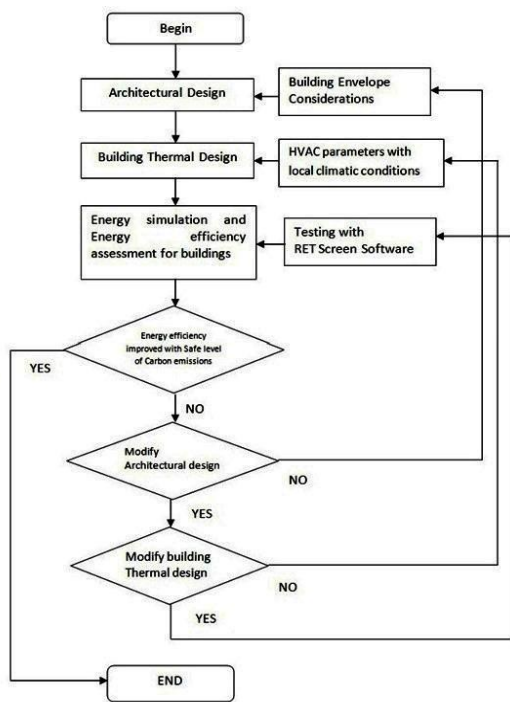 Begin
Architectural Design
Building Envelope
Considerations
Building Thermal Design
HVAC parameters with
local climatic conditions
Energy simulation and
Energy efficiency
assessment for buildings
Testing with
RET Screen Software
Energy efficiency
improved with Safe level
of Carbon emissions
YES
NO
Modify
Architectural design
NO
YES
Modify building
Thermal design
NO
YES
END